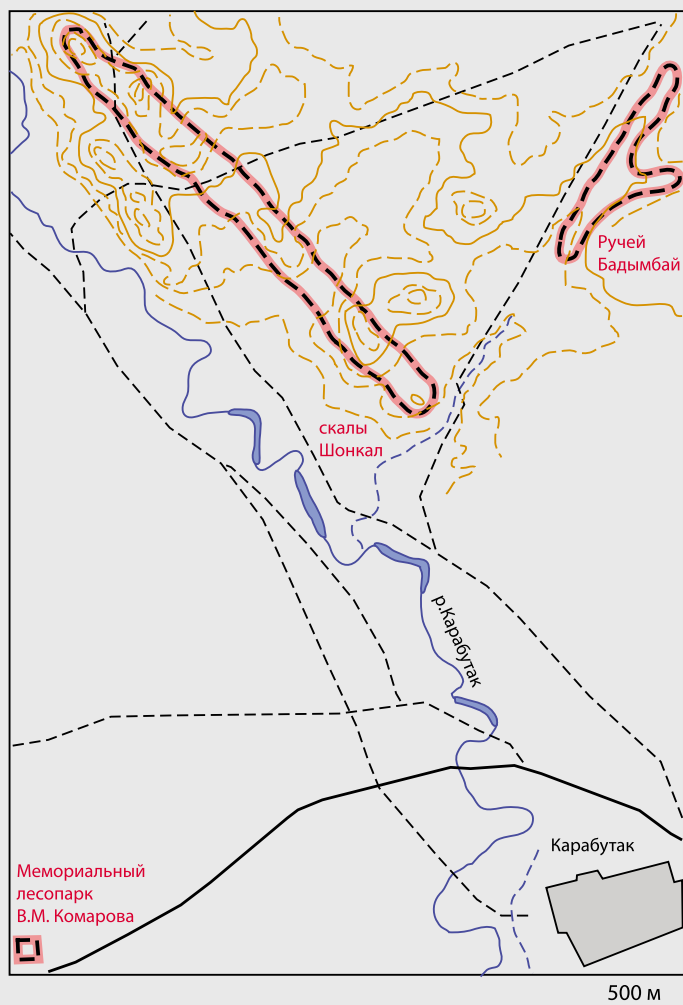 Ручей
Бадымбай
скалы
Шонкал
р.Карабутак
Карабутак
Мемориальный
лесопарк
В.М. Комарова
500 м